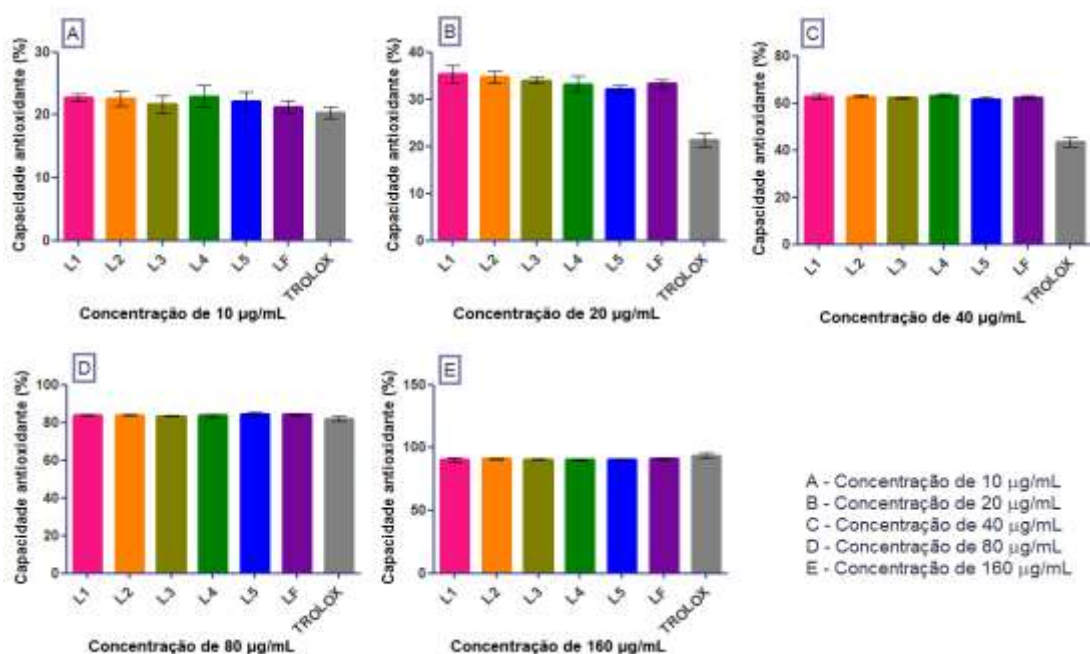 A
Capacidade antioxidante (%)
30
20
10
0
L1 L2 L3 L4 L5 LF TROLOX
Concentração de 10 µg/mL
B
Capacidade antioxidante (%)
40
30
20
10
0
L1 L2 L3 L4 L5 LF TROLOX
Concentração de 20 µg/mL
C
Capacidade antioxidante (%)
80
60
40
20
0
L1 L2 L3 L4 L5 LF TROLOX
Concentração de 40 µg/mL
D
Capacidade antioxidante (%)
100
80
60
40
20
0
L1 L2 L3 L4 L5 LF TROLOX
Concentração de 80 µg/mL
E
Capacidade antioxidante (%)
150
100
50
0
L1 L2 L3 L4 L5 LF TROLOX
Concentração de 160 µg/mL
A - Concentração de 10 µg/mL
B - Concentração de 20 µg/mL
C - Concentração de 40 µg/mL
D - Concentração de 80 µg/mL
E - Concentração de 160 µg/mL